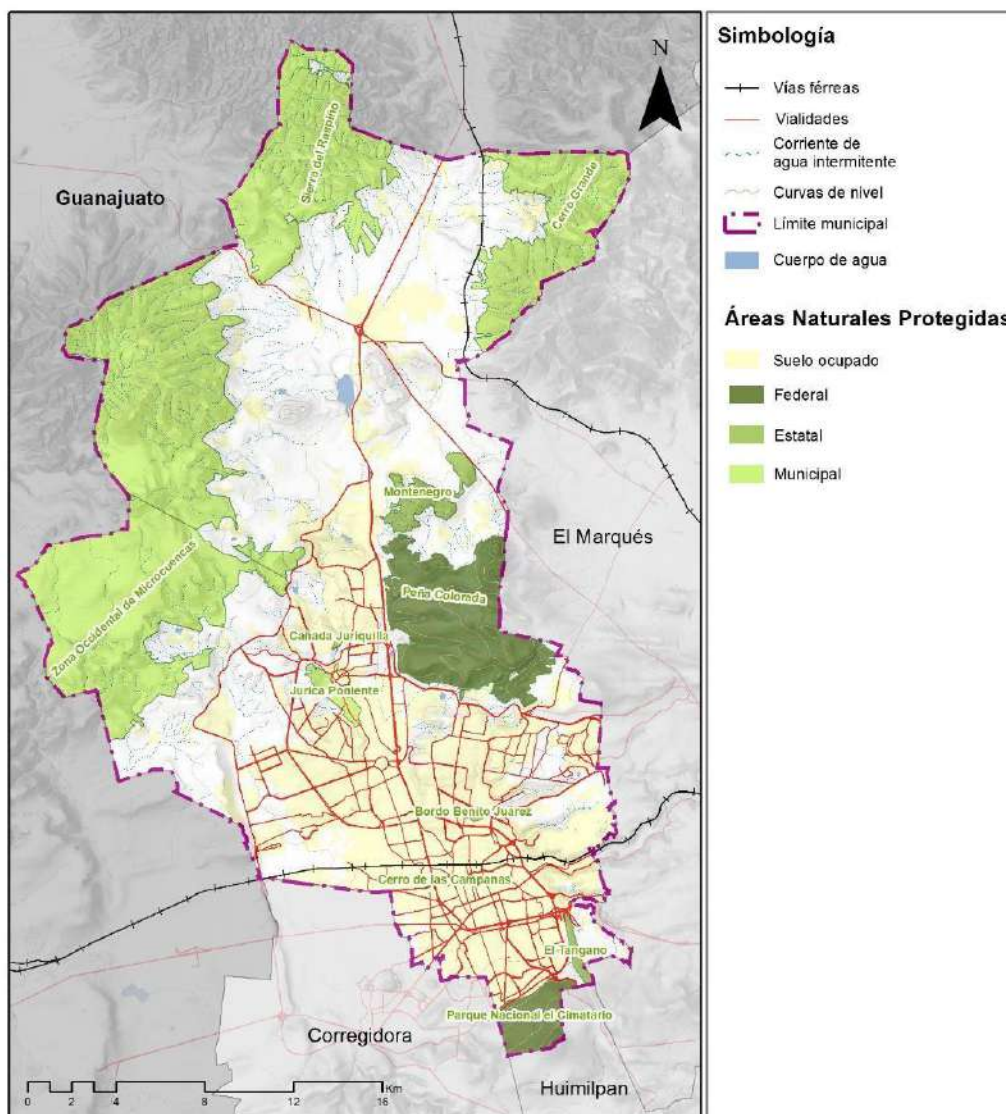 N
Sierra del Raspiño
Cerro Grande
Guanajuato
Montenegro
El Marqués
Peña Colorada
Zona Occidental de Microcuencas
Cañada Juriquilla
Jurica Poniente
Bordo Benito Juárez
Cerro de las Campanas
El Tángano
Parque Nacional el Cimatario
Corregidora
Huimilpan
0 2 4 8 12 16 Km
Simbología
Vías férreas
Vialidades
Corriente de
agua intermitente
Curvas de nivel
Límite municipal
Cuerpo de agua
Áreas Naturales Protegidas
Suelo ocupado
Federal
Estatal
Municipal